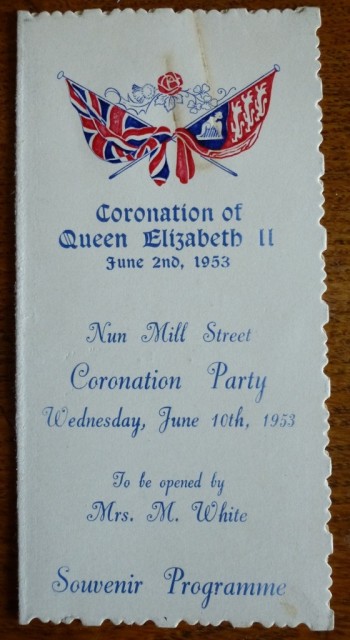 Coronation of
Queen Elizabeth II
June 2nd, 1953
Nun Mill Street
Coronation Party
Wednesday, June 10th, 1953
To be opened by
Mrs. M. White
Souvenir Programme